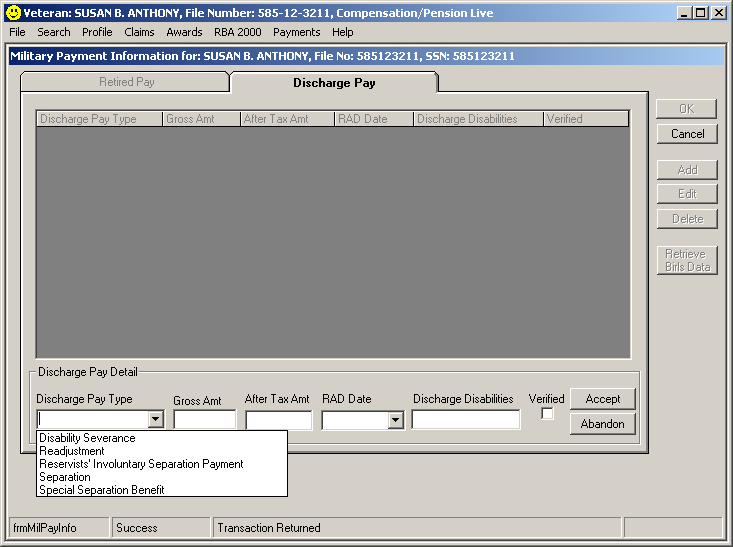 Veteran: SUSAN B. ANTHONY, File Number: 585-12-3211, Compensation/Pension Live
File Search Profile Claims Awards RBA 2000 Payments Help
Military Payment Information for: SUSAN B. ANTHONY, File No: 585123211, SSN: 585123211
Retired Pay Discharge Pay
Discharge Pay Type Gross Amt After Tax Amt RAD Date Discharge Disabilities Verified
OK
Cancel
Add
Edit
Delete
Retrieve
Birls Data
Discharge Pay Detail
Discharge Pay Type Gross Amt After Tax Amt RAD Date Discharge Disabilities Verified
Accept
Abandon
Disability Severance
Readjustment
Reservists' Involuntary Separation Payment
Separation
Special Separation Benefit
frmMilPayInfo Success Transaction Returned